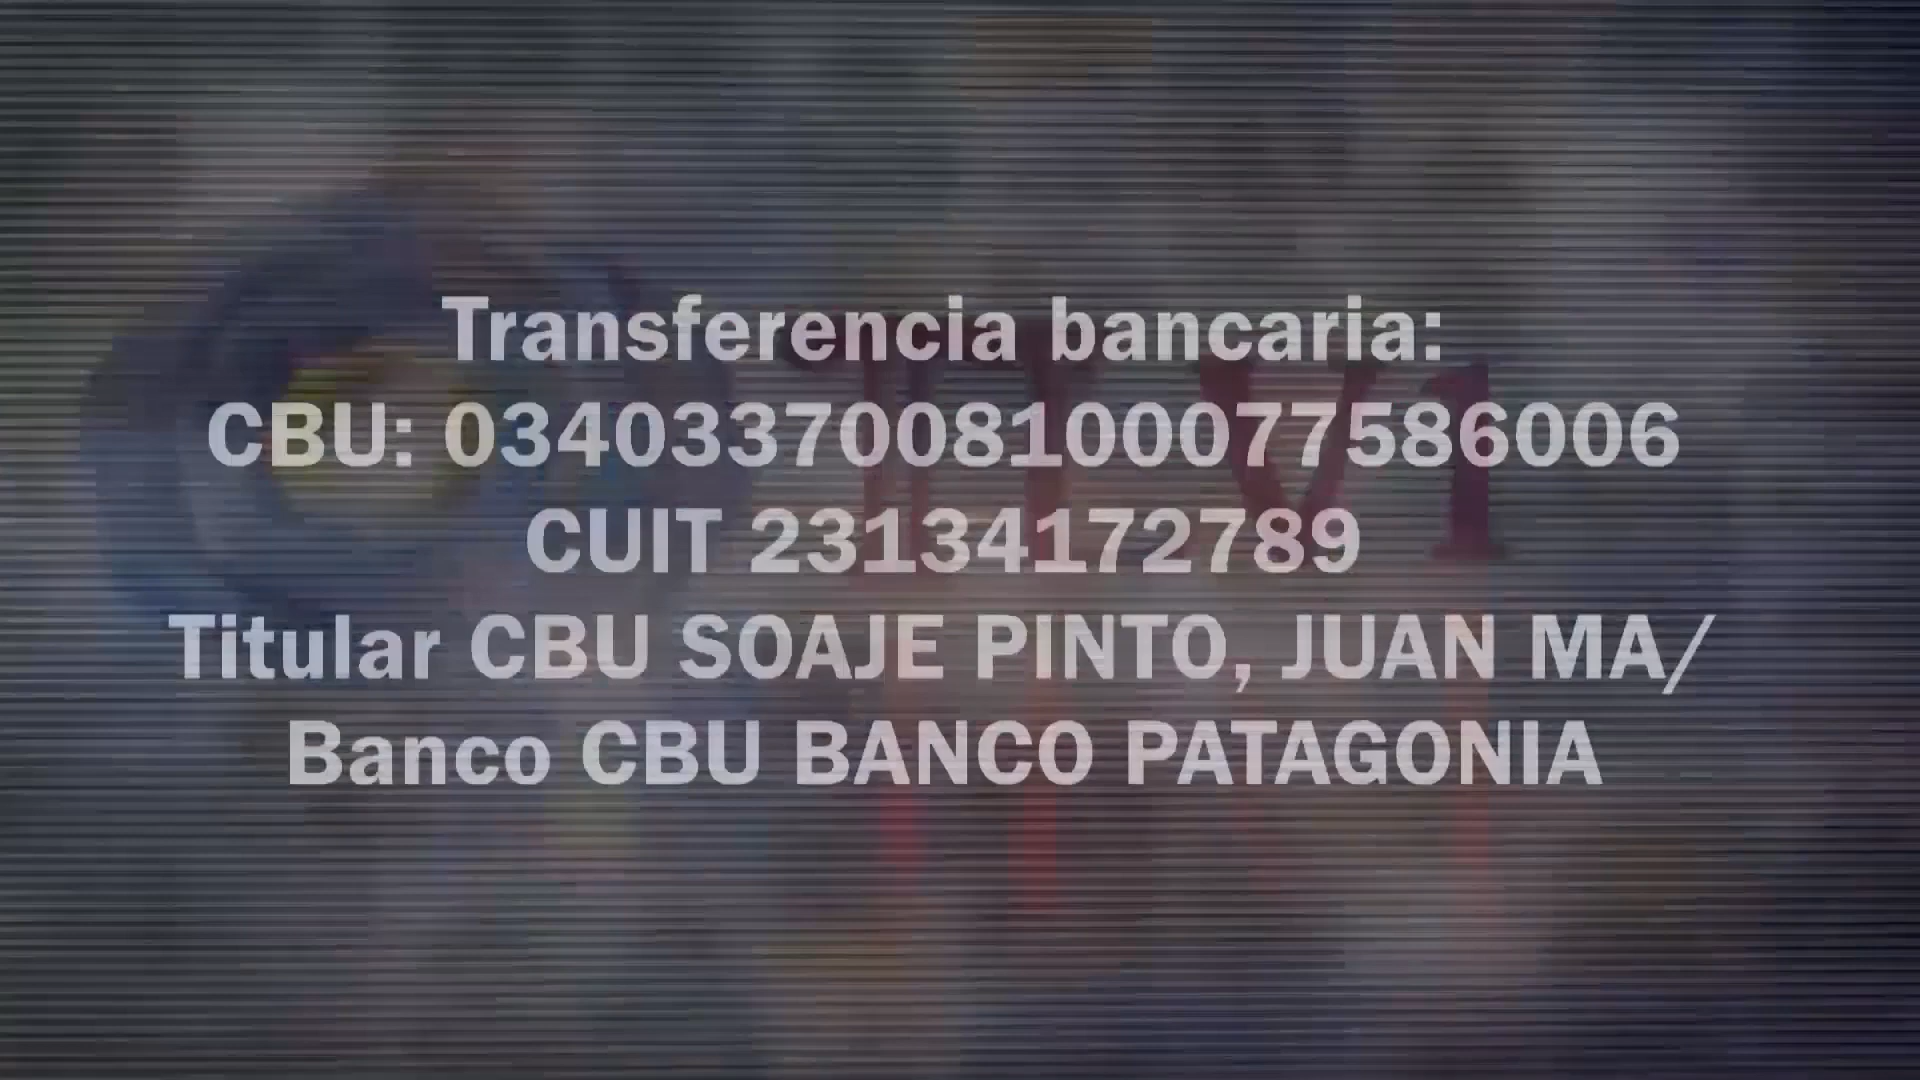 Transferencia bancaria:
CBU: 0340337008100077586006
CUIT 23134172789
Titular CBU SOAJE PINTO, JUAN MA/
Banco CBU BANCO PATAGONIA